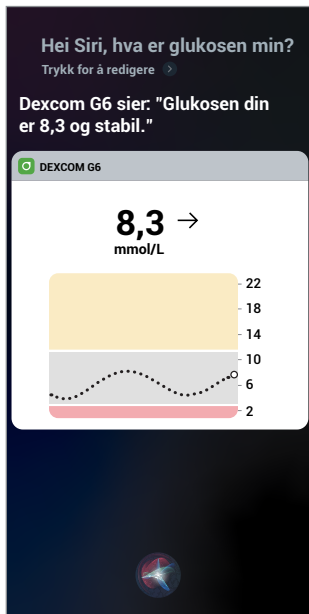 Hei Siri, hva er glukosen min?
Trykk for å redigere
Dexcom G6 sier: "Glukosen din
er 8,3 og stabil."
DEXCOM G6
8,3
mmol/L
22
18
14
10
6
2